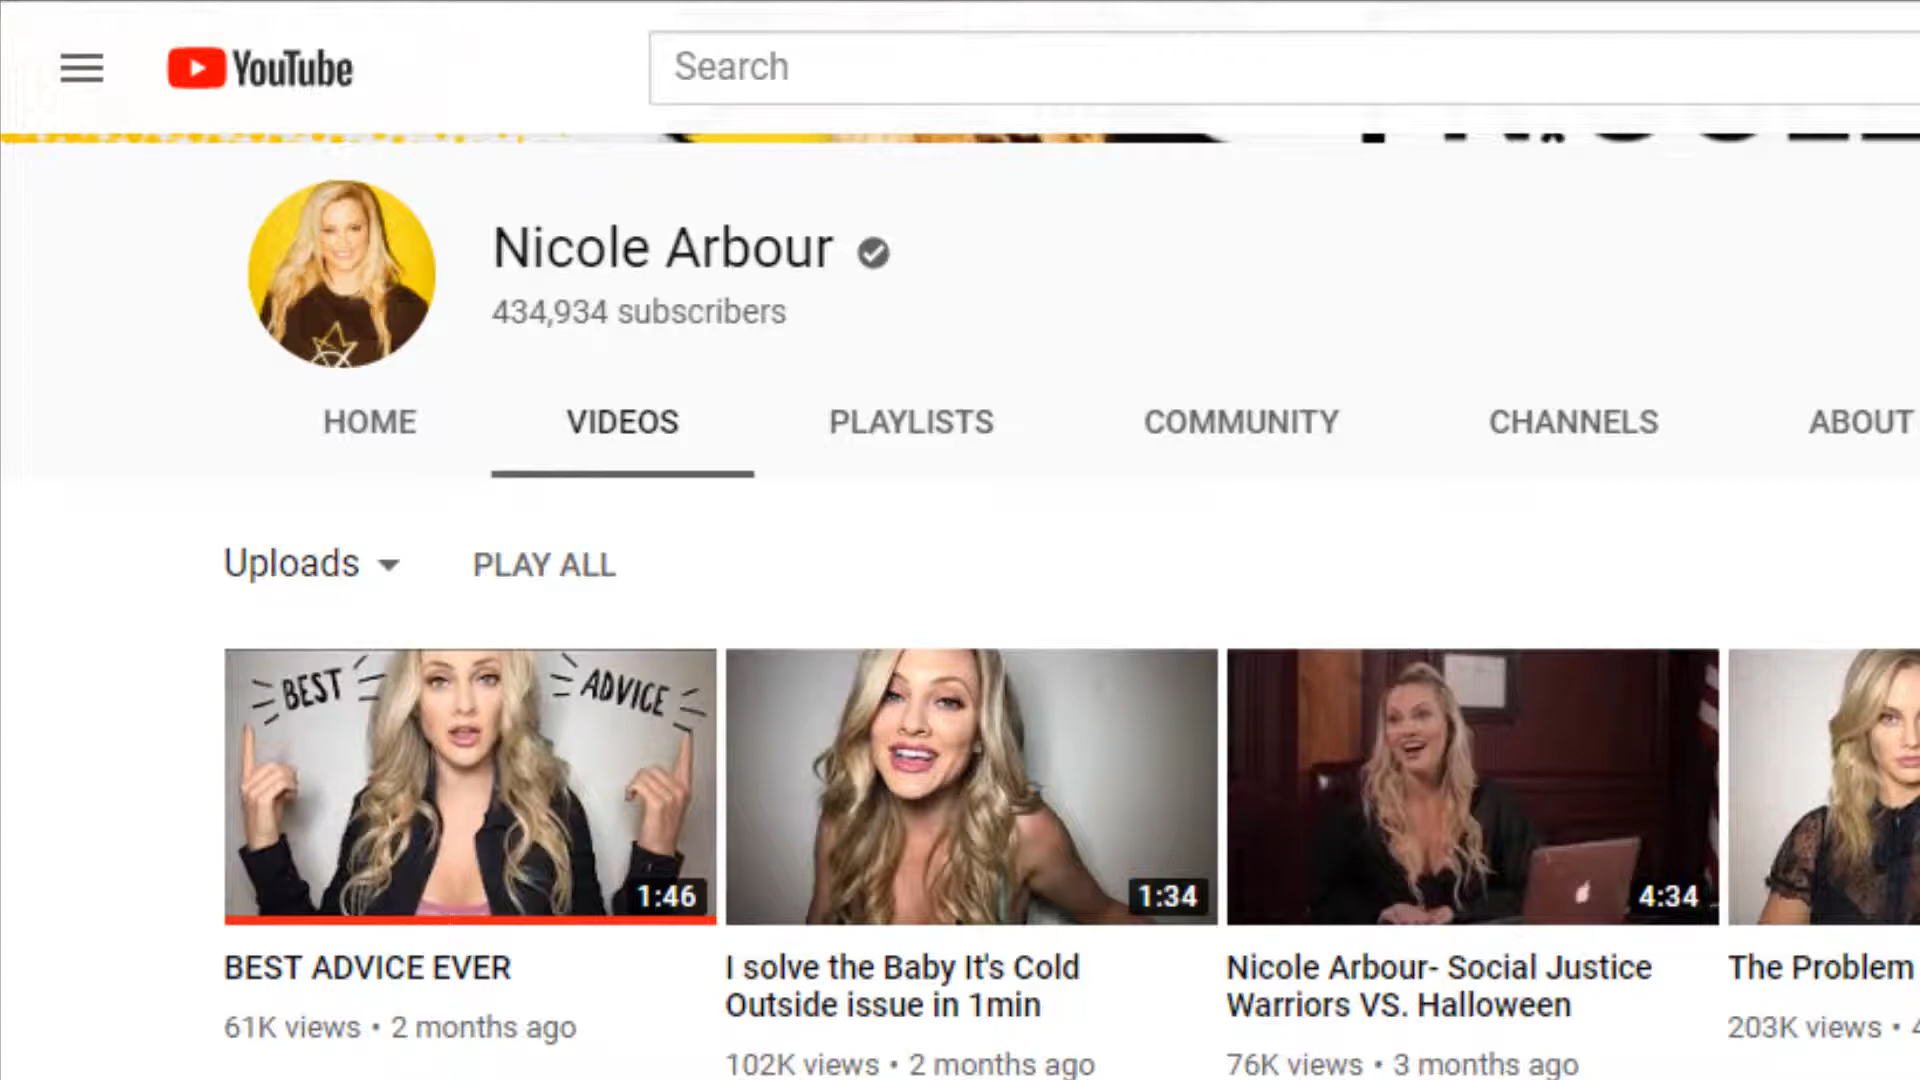 YouTube
Search
Nicole Arbour
434,934 subscribers
HOME VIDEOS PLAYLISTS COMMUNITY CHANNELS ABOUT
Uploads PLAY ALL
BEST ADVICE
1:46 1:34 4:34
BEST ADVICE EVER
61K views • 2 months ago
I solve the Baby It's Cold
Outside issue in 1min
102K views • 2 months ago
Nicole Arbour- Social Justice
Warriors VS. Halloween
76K views • 3 months ago
The Problem
203K views •